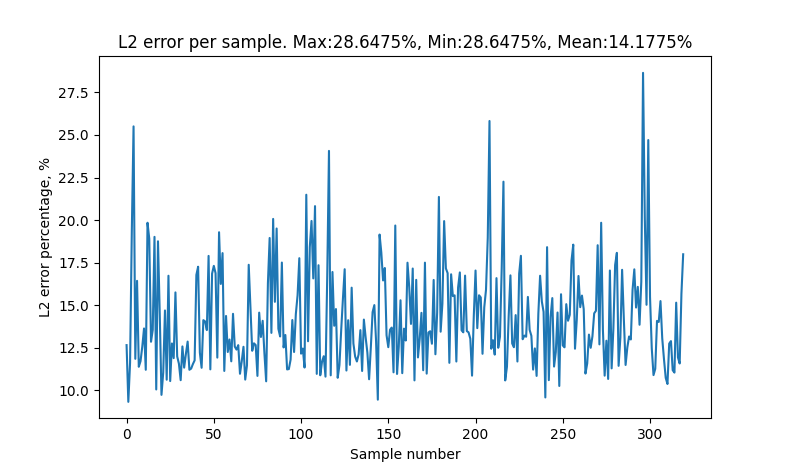 L2 error per sample. Max:28.6475%, Min:28.6475%, Mean:14.1775%
27.5
25.0
22.5
20.0
17.5
15.0
12.5
10.0
L2 error percentage, %
0 50 100 150 200 250 300
Sample number